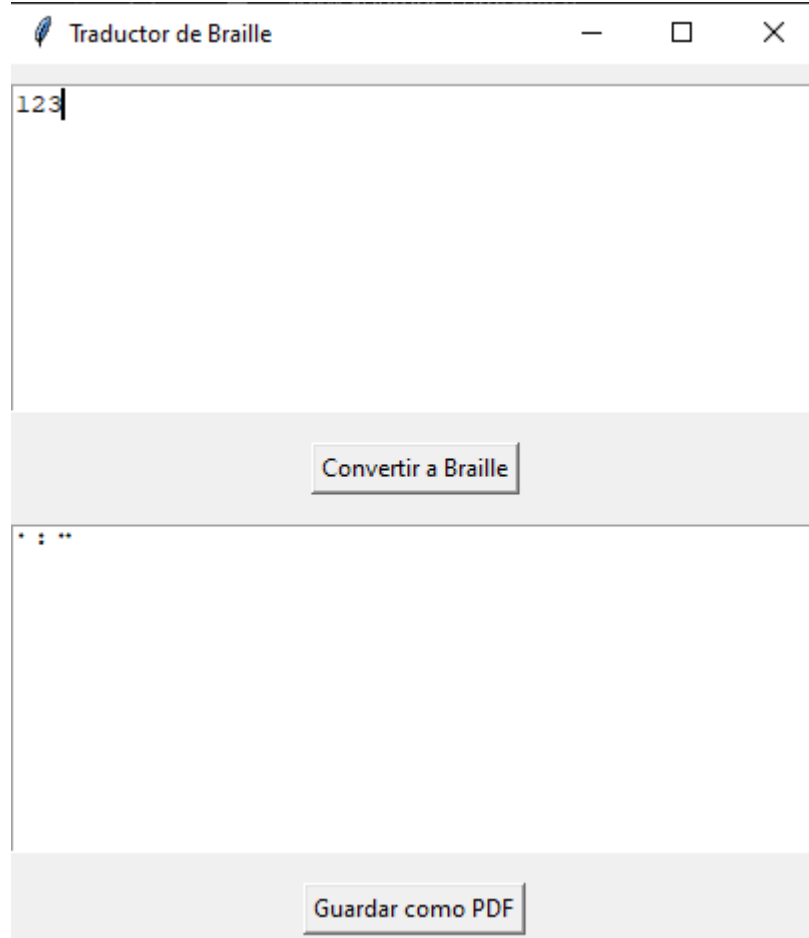 Traductor de Braille
123
Convertir a Braille
⠁⠃⠉
Guardar como PDF